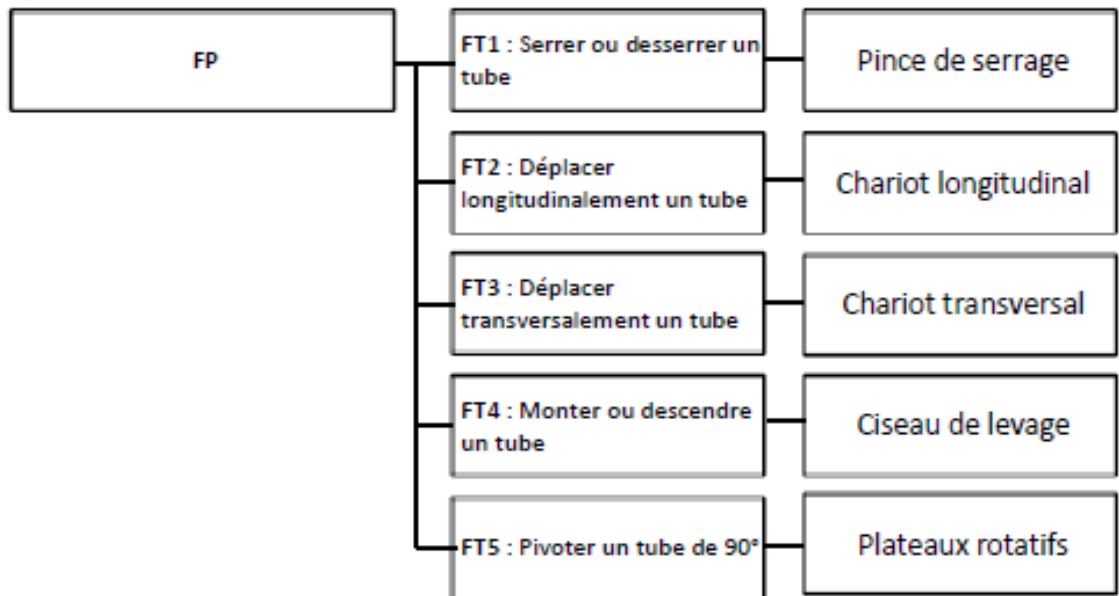 FP
FT1 : Serrer ou desserrer un
tube
Pince de serrage
FT2 : Déplacer
longitudinalement un tube
Chariot longitudinal
FT3 : Déplacer
transversalement un tube
Chariot transversal
FT4 : Monter ou descendre
un tube
Ciseau de levage
FT5 : Pivoter un tube de 90°
Plateaux rotatifs